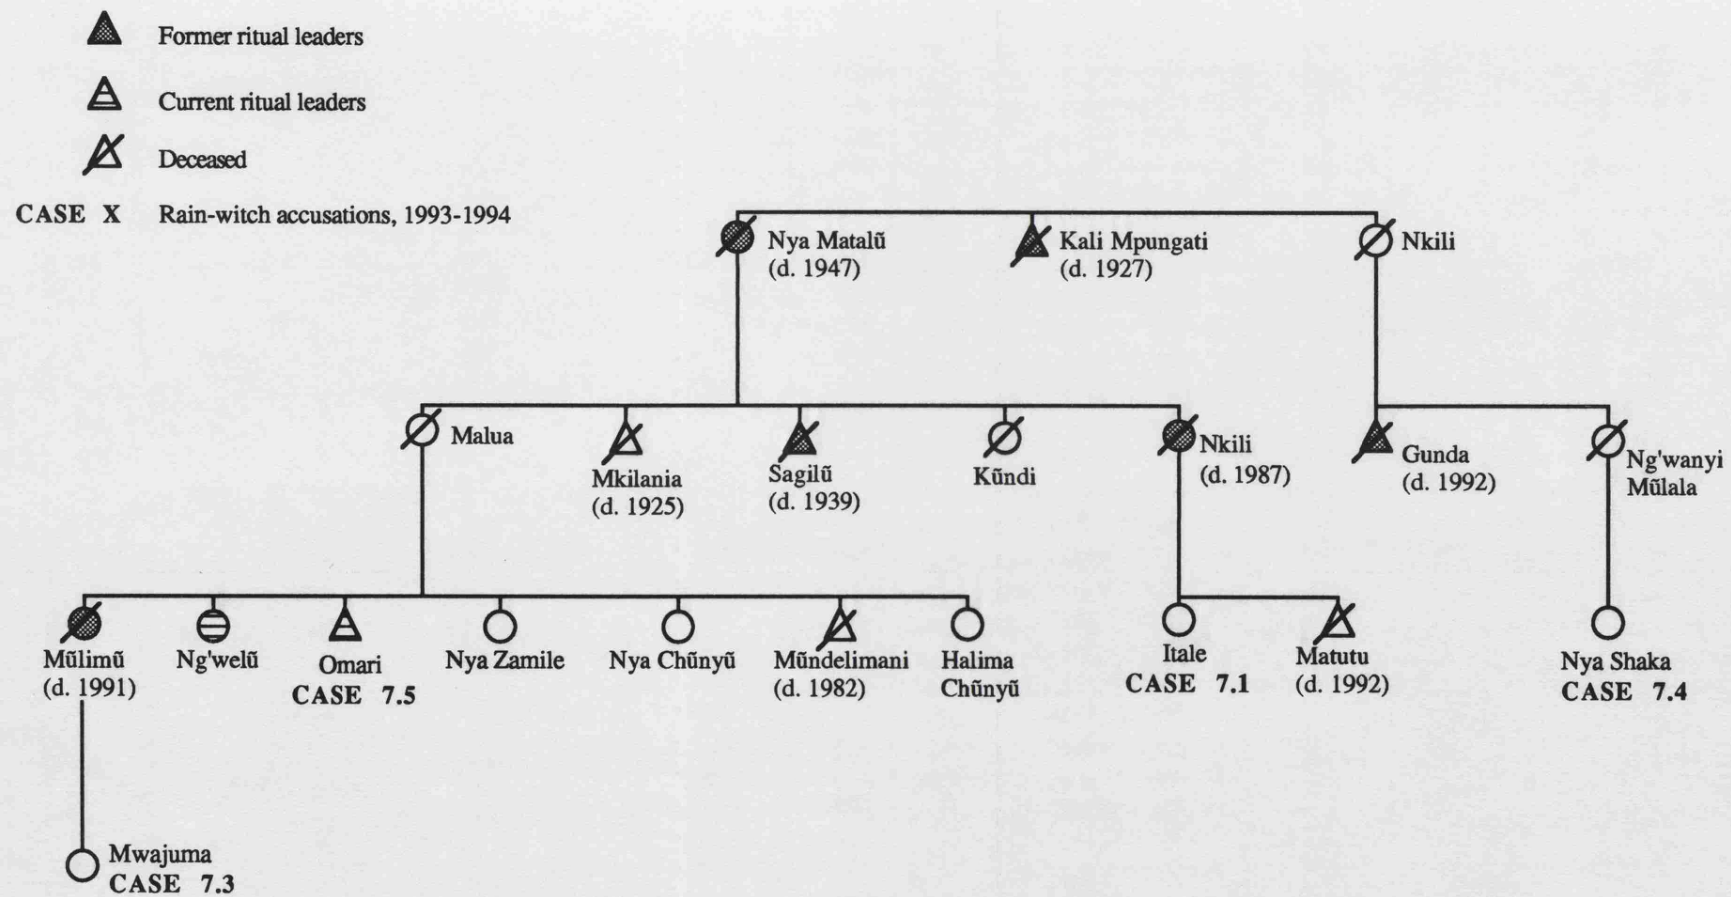 Former ritual leaders
Current ritual leaders
Deceased
CASE X Rain-witch accusations, 1993-1994
Nya Matalũ
(d. 1947)
Kali Mpungati
(d. 1927)
Nkili
Malua
Mkilania
(d. 1925)
Sagilũ
(d. 1939)
Kũndi
Nkili
(d. 1987)
Gunda
(d. 1992)
Ng'wanyi
Mũlala
Mũlimũ
(d. 1991)
Ng'welũ
Omari
CASE 7.5
Nya Zamile
Nya Chũnyũ
Mũndelimani
(d. 1982)
Halima
Chũnyũ
Itale
CASE 7.1
Matutu
(d. 1992)
Nya Shaka
CASE 7.4
Mwajuma
CASE 7.3